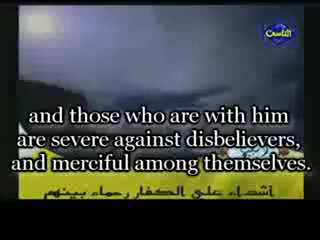 الناس
and those who are with him
are severe against disbelievers,
and merciful among themselves.
أشداء على الكفار رحماء بينهم